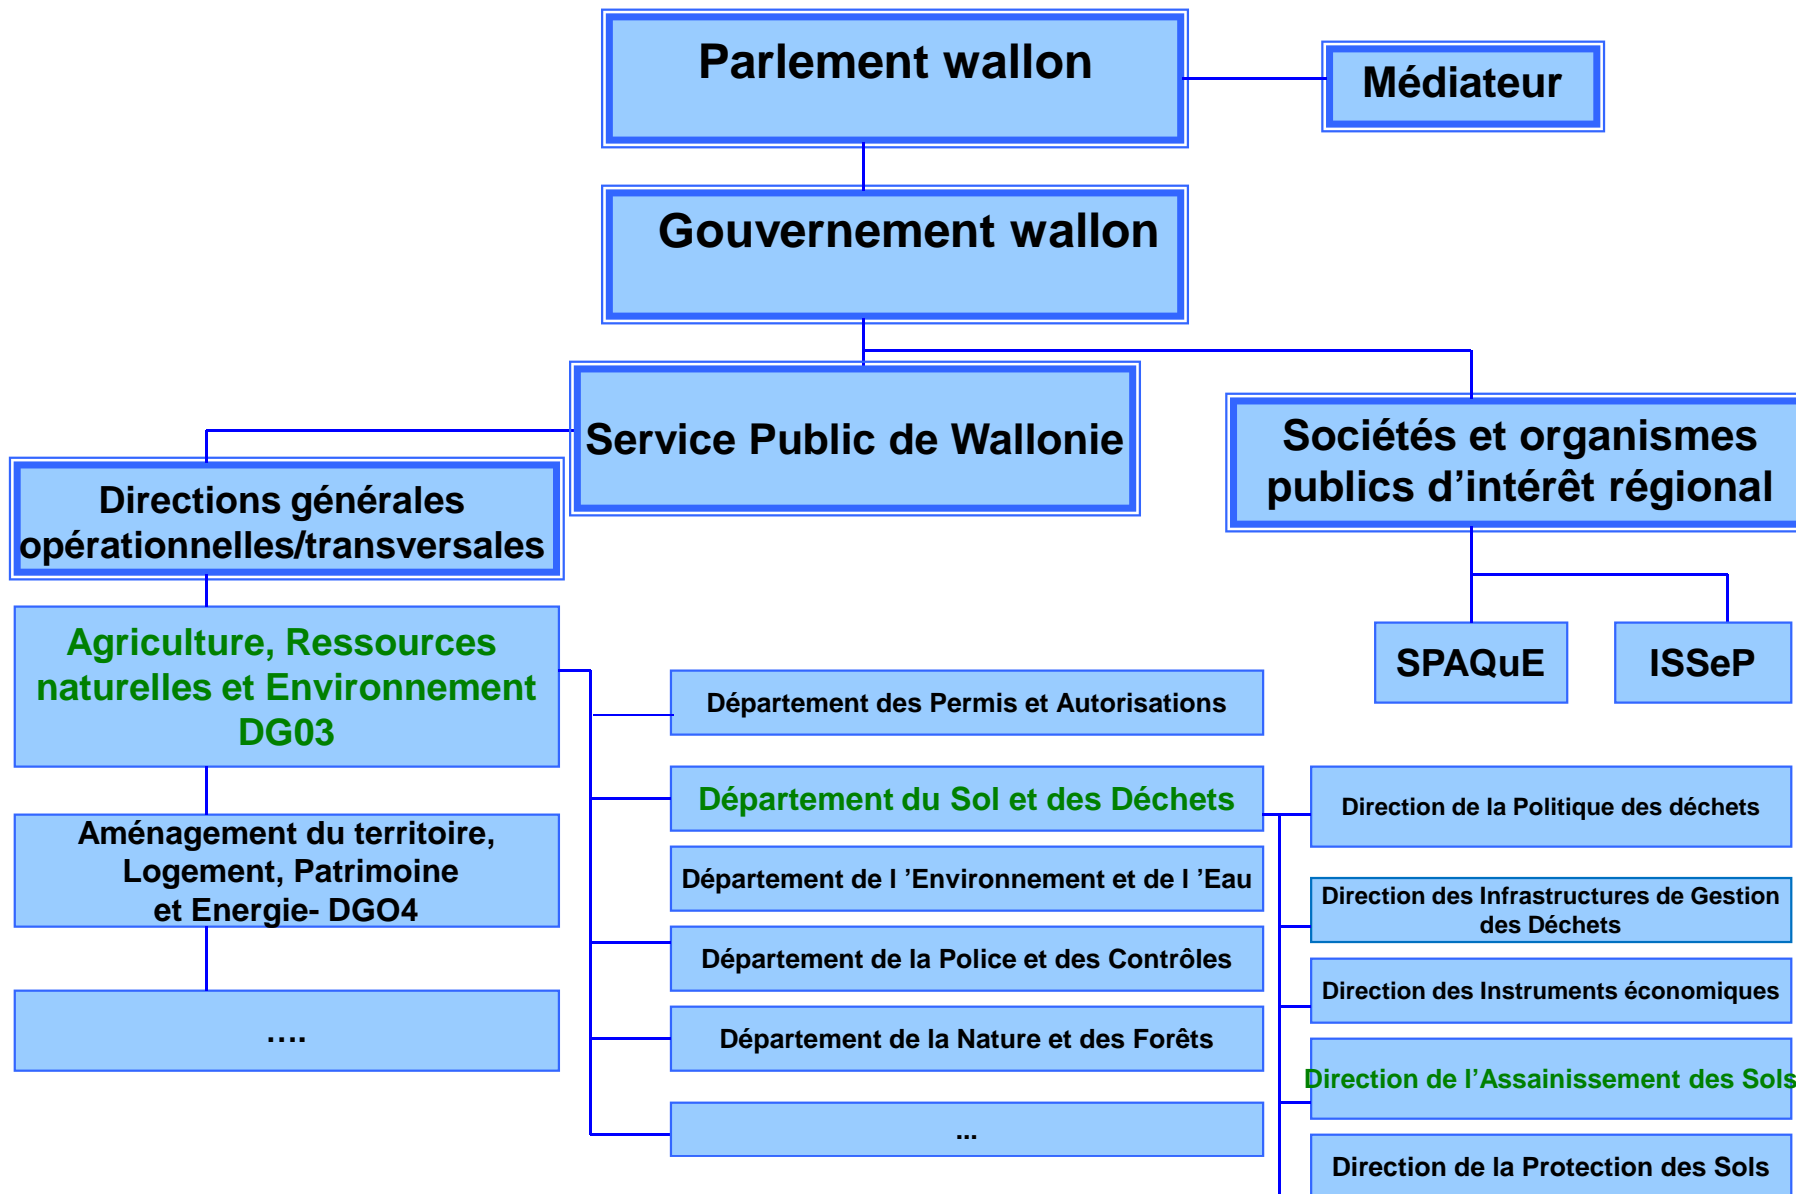 Parlement wallon
Médiateur
Gouvernement wallon
Service Public de Wallonie
Sociétés et organismes
publics d’intérêt régional
Directions générales
opérationnelles/transversales
SPAQuE
ISSeP
Agriculture, Ressources
naturelles et Environnement
DG03
Aménagement du territoire,
Logement, Patrimoine
et Energie- DGO4
….
Département des Permis et Autorisations
Département du Sol et des Déchets
Département de l ’Environnement et de l ’Eau
Département de la Police et des Contrôles
Département de la Nature et des Forêts
...
Direction de la Politique des déchets
Direction des Infrastructures de Gestion
des Déchets
Direction des Instruments économiques
Direction de l’Assainissement des Sols
Direction de la Protection des Sols